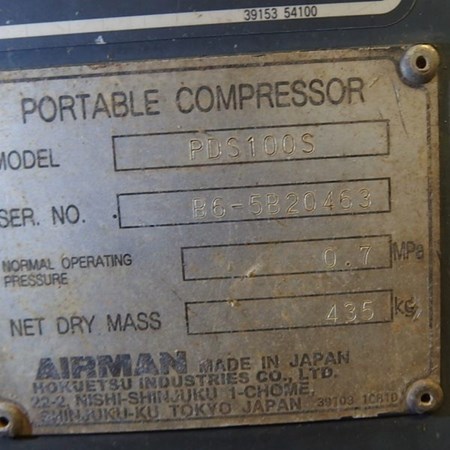 39153 54100
PORTABLE COMPRESSOR
MODEL PDS100S
SER. NO. B6-5B20463
NORMAL OPERATING PRESSURE 0.7 MPa
NET DRY MASS 435 kg
AIRMAN MADE IN JAPAN
HOKUETSU INDUSTRIES CO., LTD.
22-2, NISHI-SHINJUKU 1-CHOME,
SHINJUKU-KU TOKYO JAPAN 39103 10810